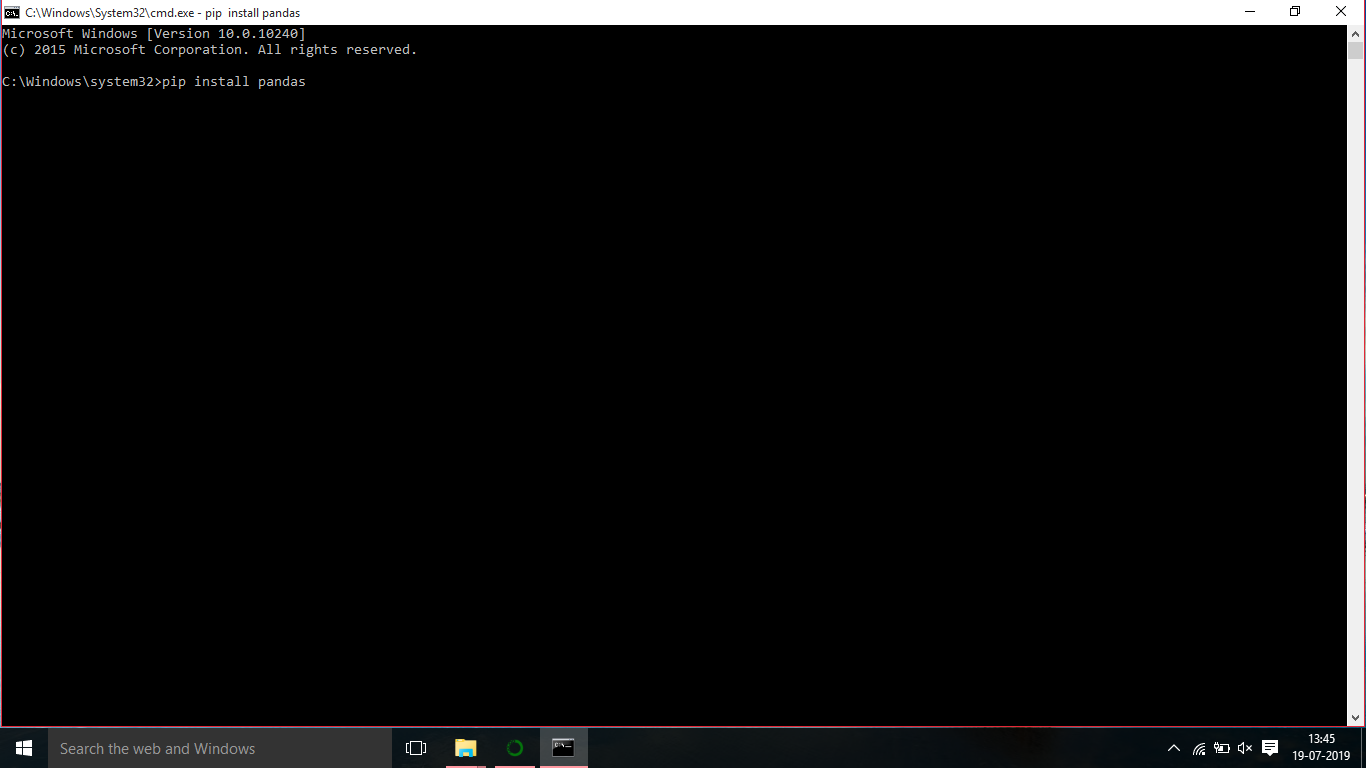 C:\Windows\System32\cmd.exe - pip  install pandas
Microsoft Windows [Version 10.0.10240]
(c) 2015 Microsoft Corporation. All rights reserved.
C:\Windows\system32>pip install pandas
Search the web and Windows
13:45
19-07-2019